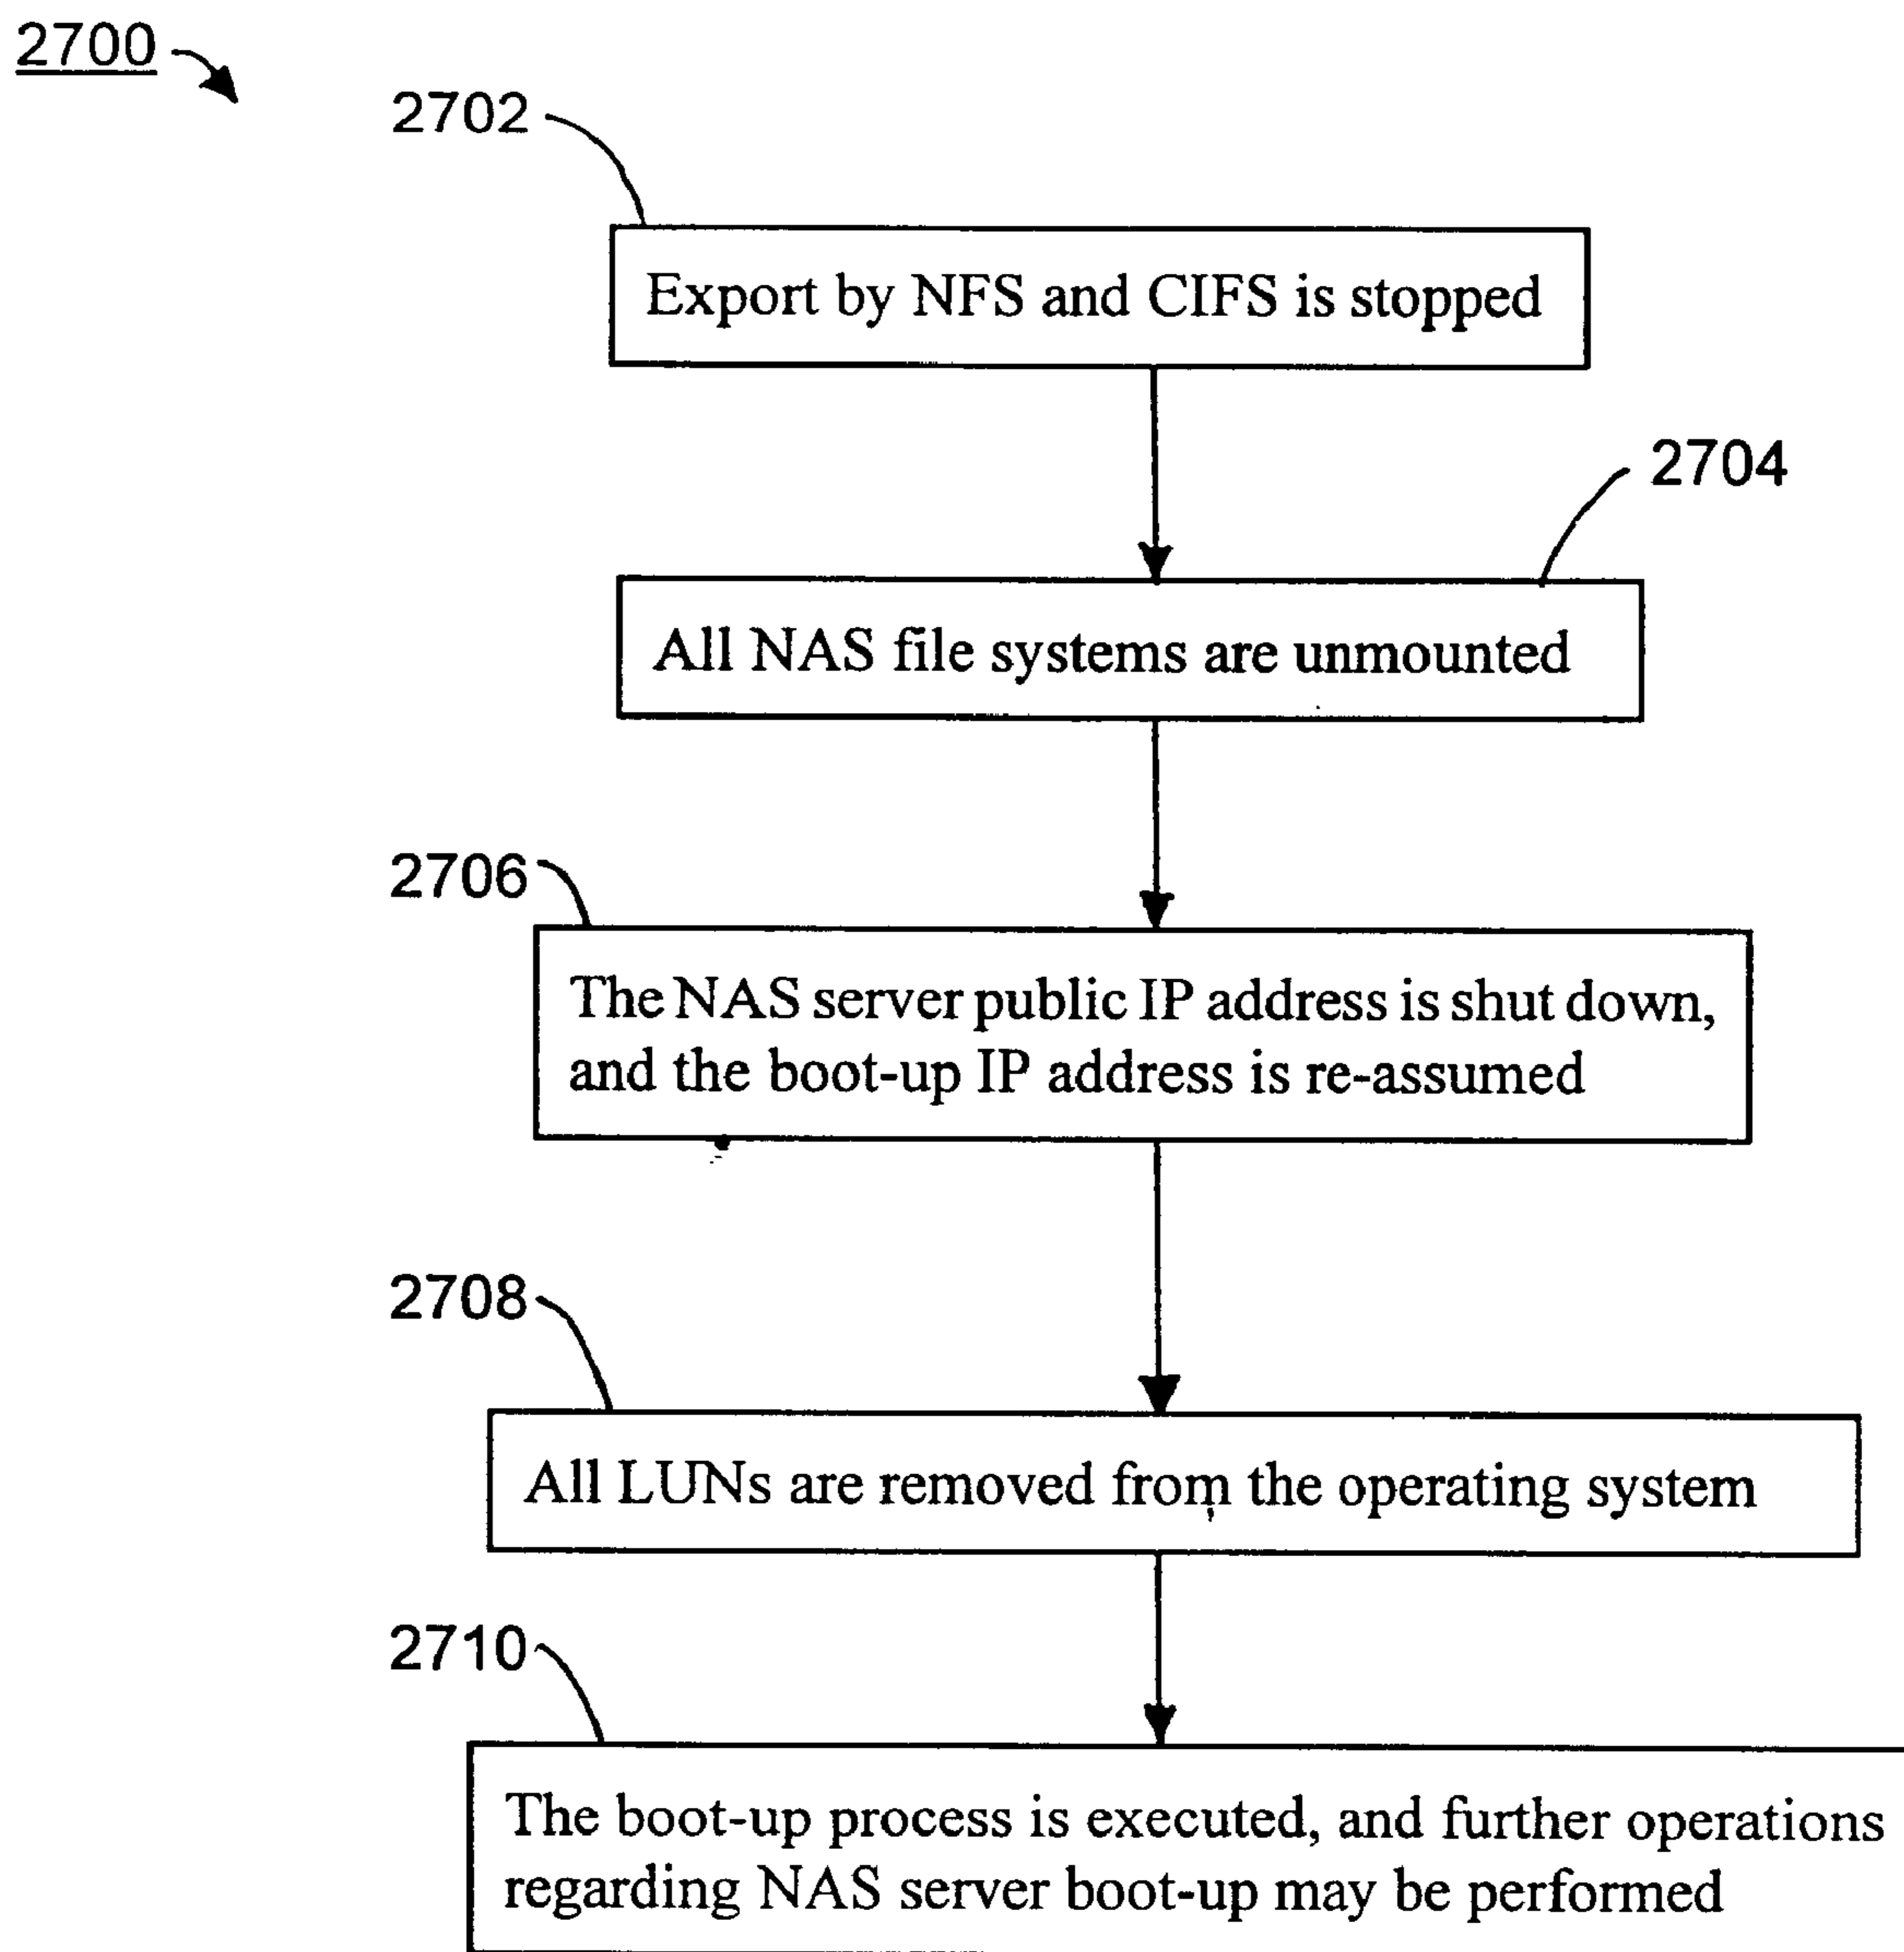 2700
2702
Export by NFS and CIFS is stopped
2704
All NAS file systems are unmounted
2706
The NAS server public IP address is shut down,
and the boot-up IP address is re-assumed
2708
All LUNs are removed from the operating system
2710
The boot-up process is executed, and further operations
regarding NAS server boot-up may be performed